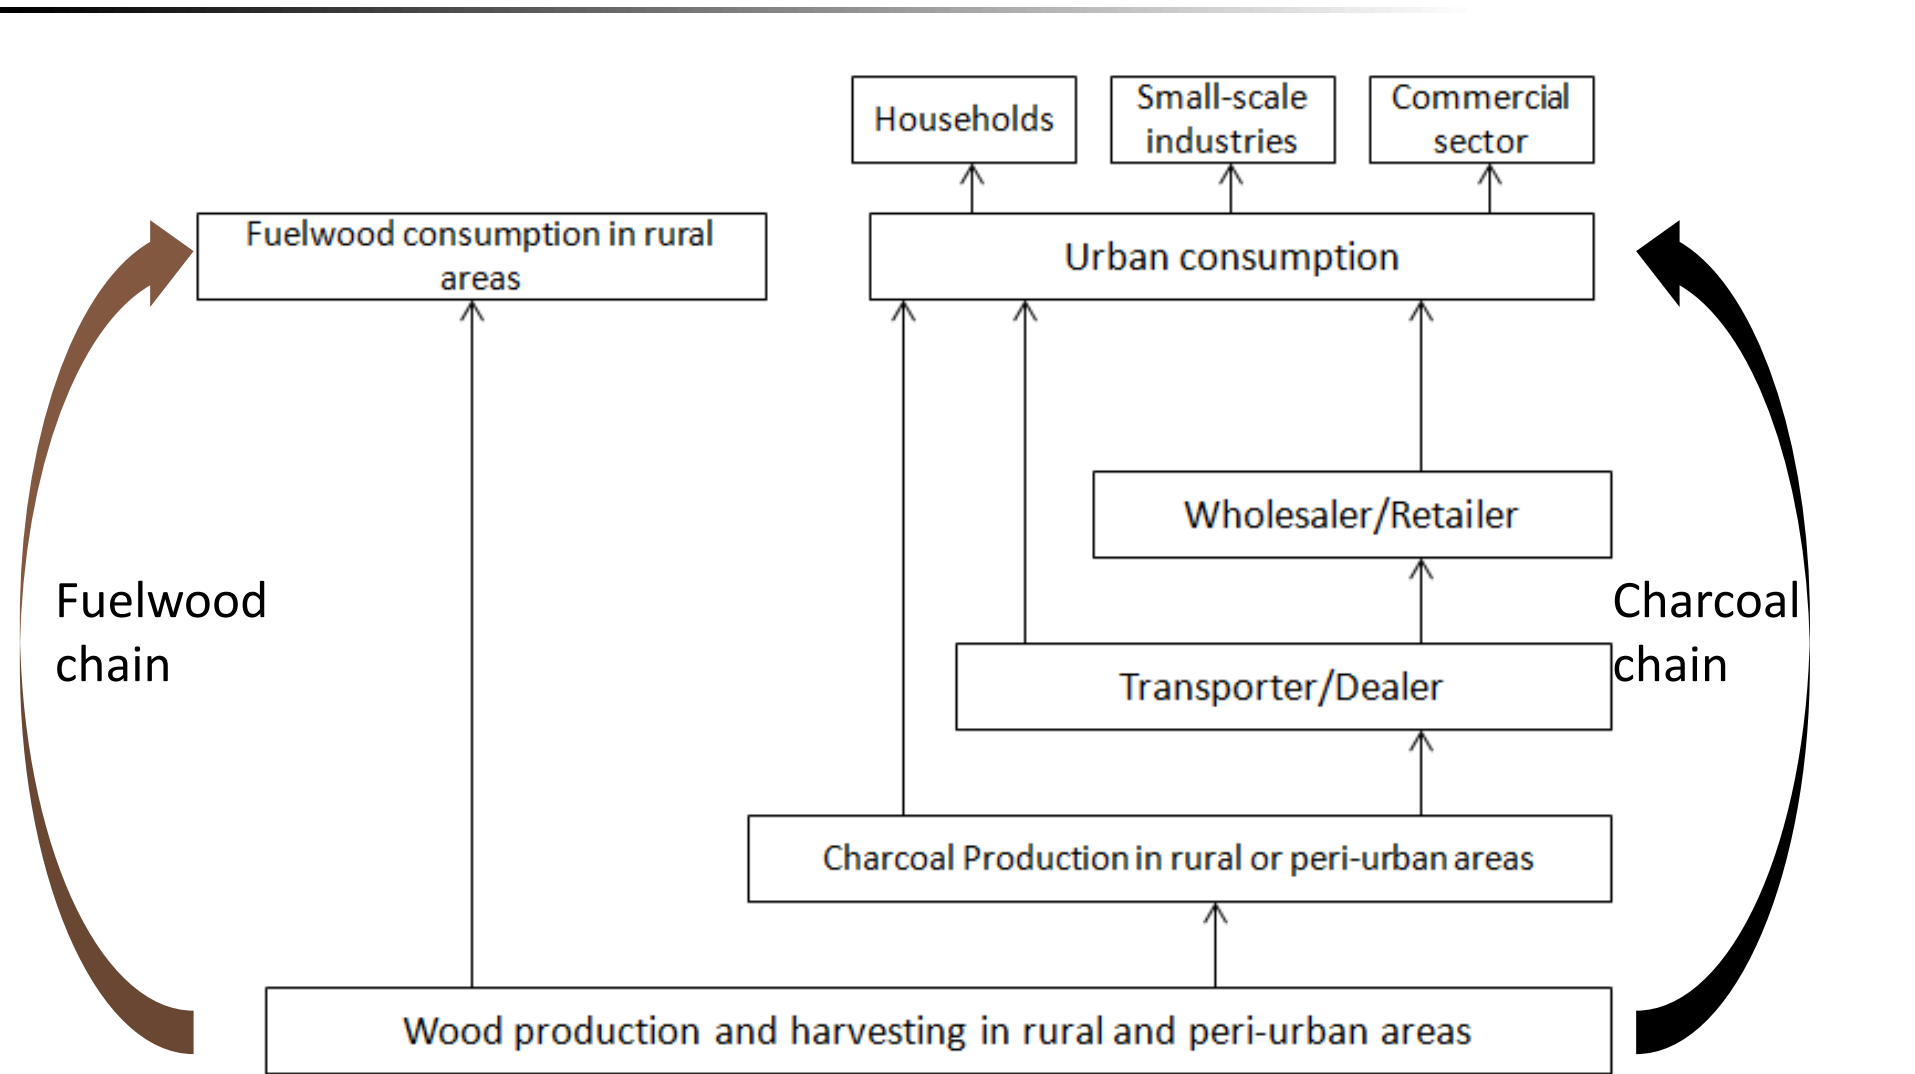 Households
Small-scale
industries
Commercial
sector
Fuelwood consumption in rural
areas
Urban consumption
Wholesaler/Retailer
Fuelwood
chain
Charcoal
chain
Transporter/Dealer
Charcoal Production in rural or peri-urban areas
Wood production and harvesting in rural and peri-urban areas